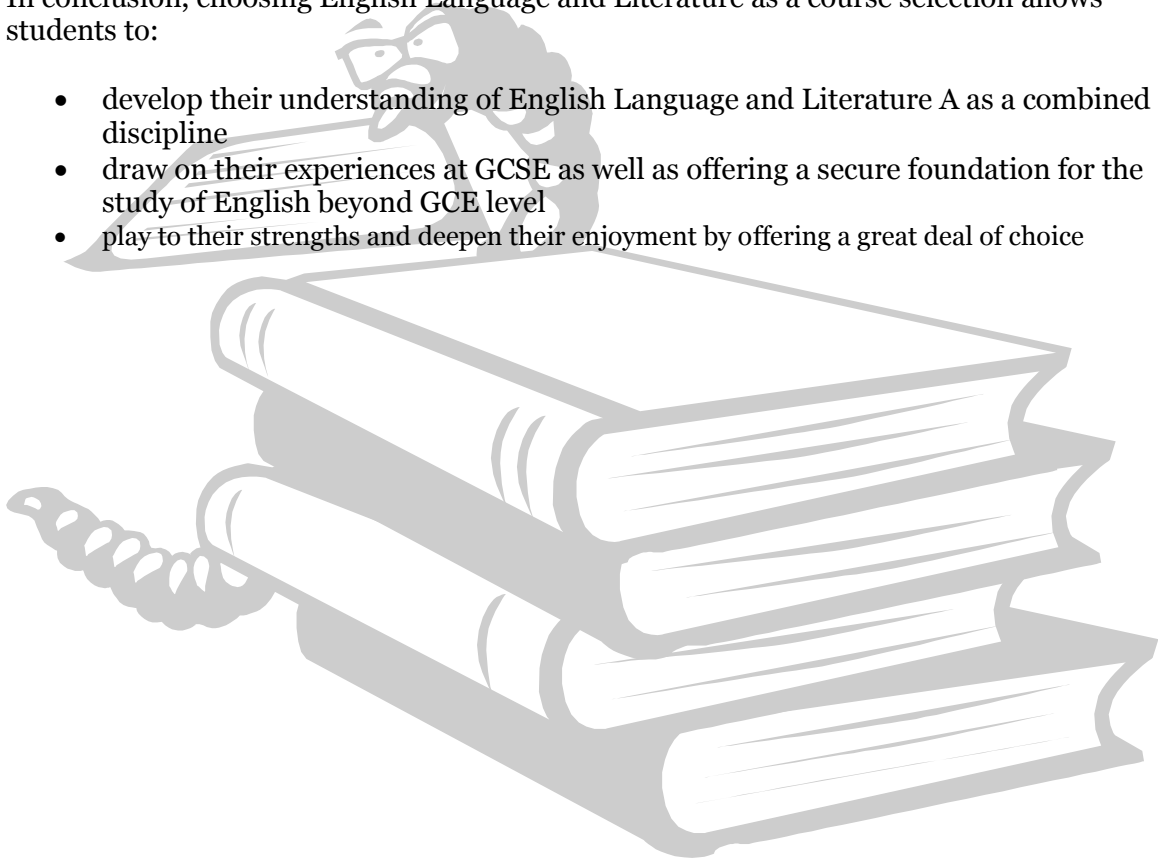 In conclusion, choosing English Language and Literature as a course selection allows
students to:
• develop their understanding of English Language and Literature A as a combined
discipline
• draw on their experiences at GCSE as well as offering a secure foundation for the
study of English beyond GCE level
• play to their strengths and deepen their enjoyment by offering a great deal of choice